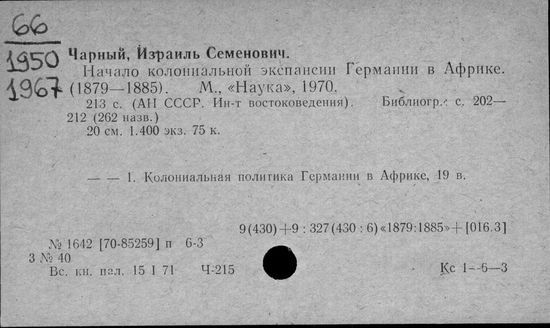 66
1950
1967
Чарный, Израиль Семенович.
Начало колониальной экспансии Германии в Африке.
(1879—1885). М., «Наука», 1970.
213 с. (АН СССР. Ин-т востоковедения). Библиогр.: с. 202—
212 (262 назв.)
20 см. 1.400 экз. 75 к.
— — 1. Колониальная политика Германии в Африке, 19 в.
9(430)+9 : 327(430 : 6)«1879:1885»+[016.3]
№ 1642 [70-85259] п 6-3
З № 40
Вс. кн. пал. 15 I 71 Ч-215
Кс 1—6—3